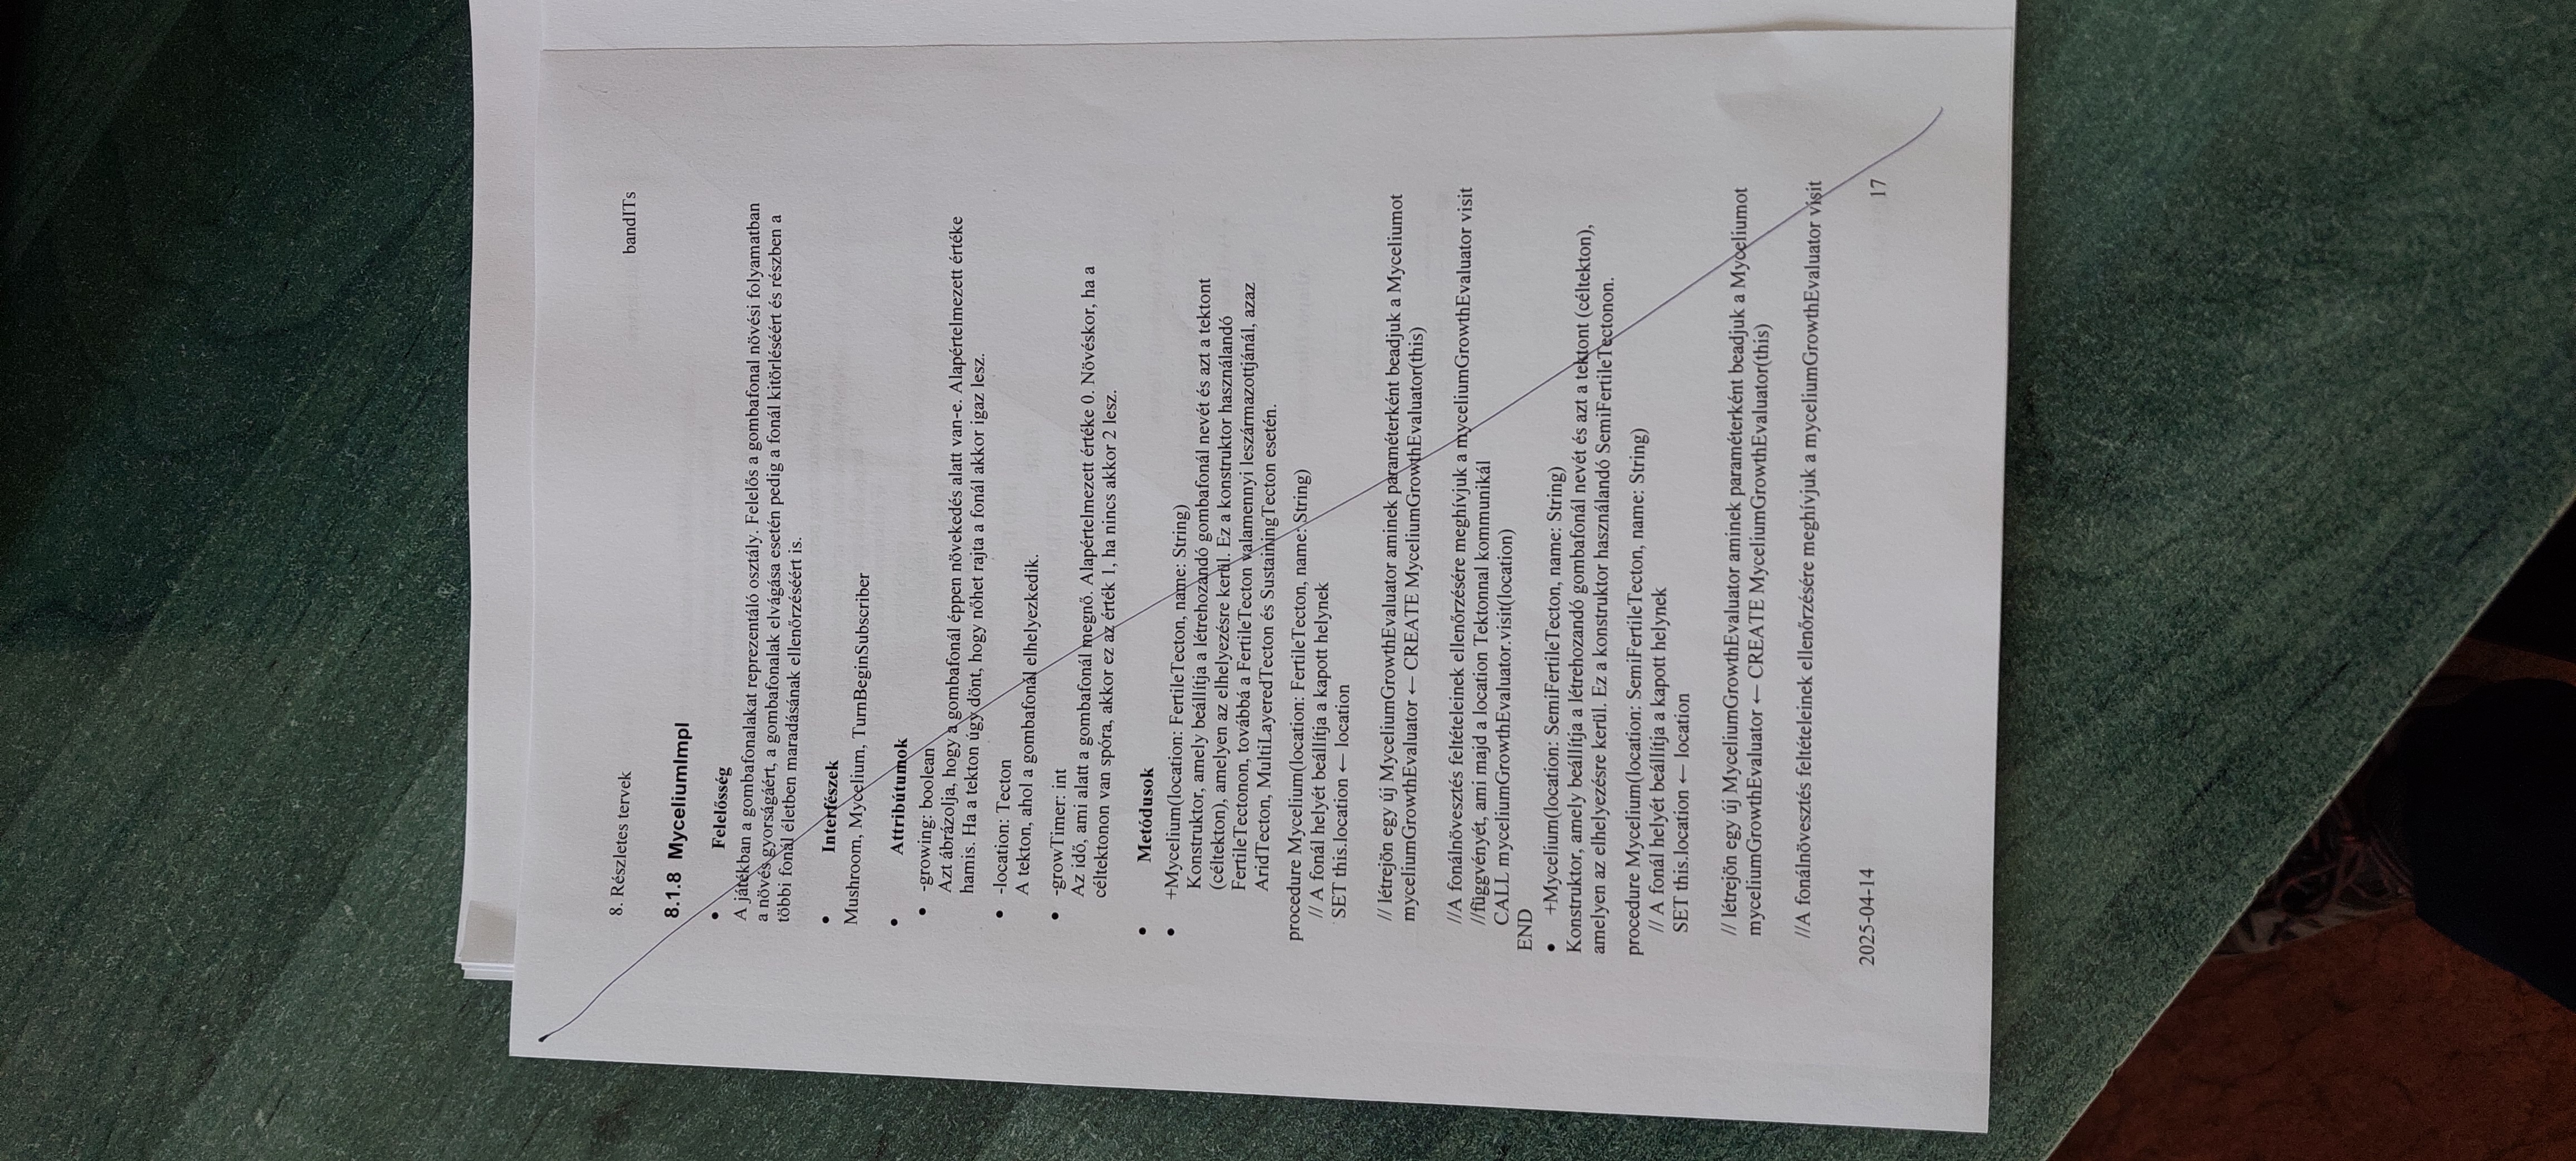 8. Részletes tervek bandITs
8.1.8 MyceliumImpl
• Felelősség
A játékban a gombafonalakat reprezentáló osztály. Felelős a gombafonal növési folyamatban
a növés gyorságáért, a gombafonalak elvágása esetén pedig a fonál kitörléséért és részben a
többi fonál életben maradásának ellenőrzéséért is.
• Interfészek
Mushroom, Mycelium, TurnBeginSubscriber
• Attribútumok
• -growing: boolean
Azt ábrázolja, hogy a gombafonál éppen növekedés alatt van-e. Alapértelmezett értéke
hamis. Ha a tekton úgy dönt, hogy nőhet rajta a fonál akkor igaz lesz.
• -location: Tecton
A tekton, ahol a gombafonál elhelyezkedik.
• -growTimer: int
Az idő, ami alatt a gombafonál megnő. Alapértelmezett értéke 0. Növéskor, ha a
céltektonon van spóra, akkor ez az érték 1, ha nincs akkor 2 lesz.
• Metódusok
• +Mycelium(location: FertileTecton, name: String)
Konstruktor, amely beállítja a létrehozandó gombafonál nevét és azt a tektont
(céltekton), amelyen az elhelyezésre kerül. Ez a konstruktor használandó
FertileTectonon, továbbá a FertileTecton valamennyi leszármazottjánál, azaz
AridTecton, MultiLayeredTecton és SustainingTecton esetén.
procedure Mycelium(location: FertileTecton, name: String)
// A fonál helyét beállítja a kapott helynek
SET this.location ← location
// létrejön egy új MyceliumGrowthEvaluator aminek paraméterként beadjuk a Myceliumot
myceliumGrowthEvaluator ← CREATE MyceliumGrowthEvaluator(this)
//A fonálnövesztés feltételeinek ellenőrzésére meghívjuk a myceliumGrowthEvaluator visit
//függvényét, ami majd a location Tektonnal kommunikál
CALL myceliumGrowthEvaluator.visit(location)
END
• +Mycelium(location: SemiFertileTecton, name: String)
Konstruktor, amely beállítja a létrehozandó gombafonál nevét és azt a tektont (céltekton),
amelyen az elhelyezésre kerül. Ez a konstruktor használandó SemiFertileTectonon.
procedure Mycelium(location: SemiFertileTecton, name: String)
// A fonál helyét beállítja a kapott helynek
SET this.location ← location
// létrejön egy új MyceliumGrowthEvaluator aminek paraméterként beadjuk a Myceliumot
myceliumGrowthEvaluator ← CREATE MyceliumGrowthEvaluator(this)
//A fonálnövesztés feltételeinek ellenőrzésére meghívjuk a myceliumGrowthEvaluator visit
2025-04-14 17